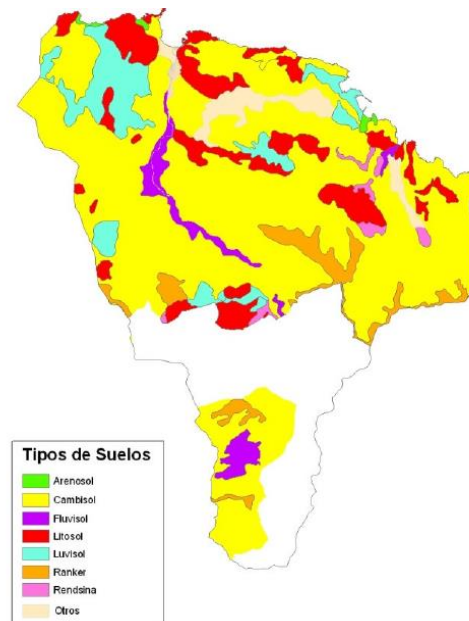 Tipos de Suelos
Arenosol
Cambisol
Fluvisol
Litosol
Luvisol
Ranker
Rendsina
Otros